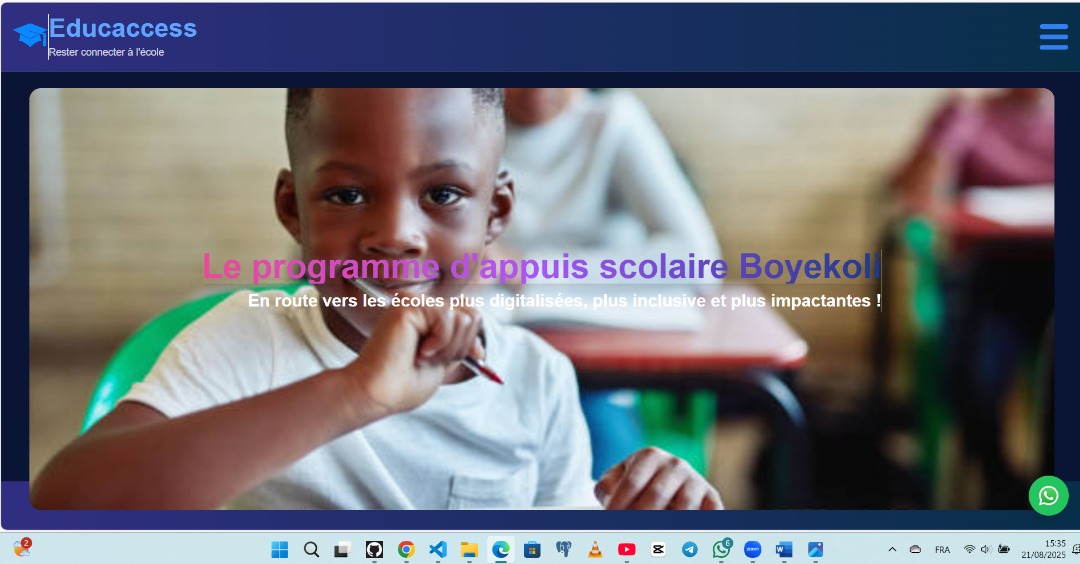 Educaccess
Rester connecter à l'école
Le programme d'appuis scolaire Boyekoli
En route vers les écoles plus digitalisées, plus inclusive et plus impactantes !
2
zoom
6
FRA
15:35
21/08/2025